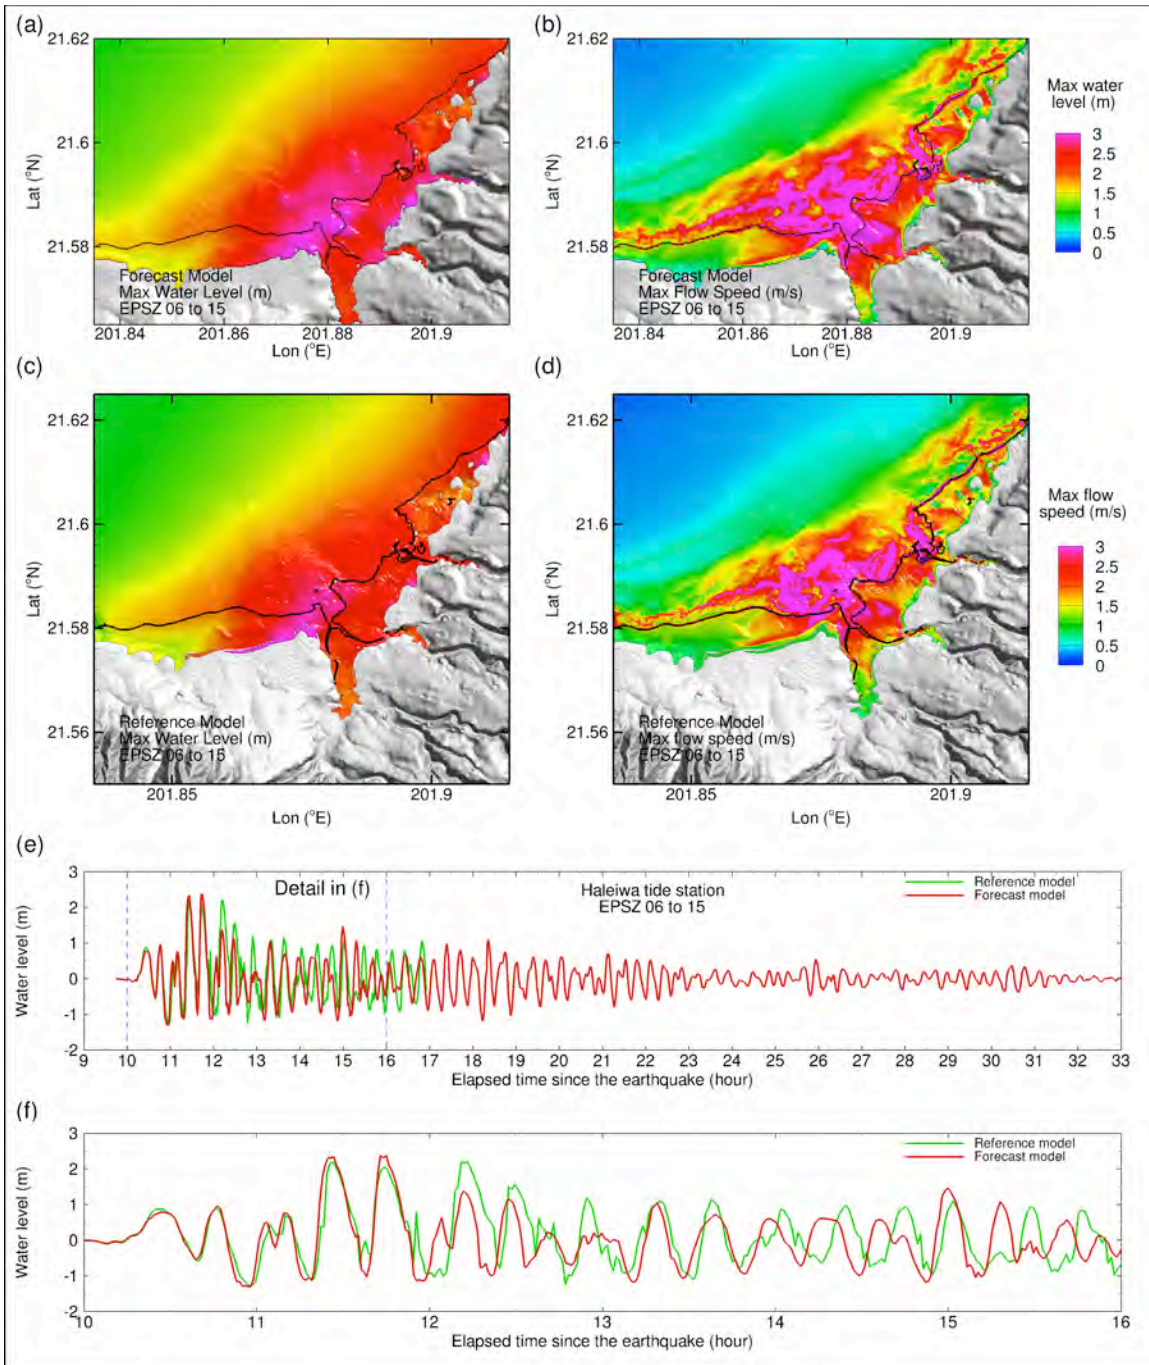 (a)
(b)
21.62
21.6
21.58
Lat (°N)
Forecast Model
Max Water Level (m)
EPSZ 06 to 15
201.84
201.86
201.88
201.9
Lon (°E)
21.62
21.6
21.58
Lat (°N)
Forecast Model
Max Flow Speed (m/s)
EPSZ 06 to 15
201.84
201.86
201.88
201.9
Lon (°E)
Max water
level (m)
3
2.5
2
1.5
1
0.5
0
(c)
(d)
21.62
21.6
21.58
21.56
Lat (°N)
Reference Model
Max Water Level (m)
EPSZ 06 to 15
201.85
201.9
Lon (°E)
21.62
21.6
21.58
21.56
Lat (°N)
Reference Model
Max flow speed (m/s)
EPSZ 06 to 15
201.85
201.9
Lon (°E)
Max flow
speed (m/s)
3
2.5
2
1.5
1
0.5
0
(e)
3
2
1
0
-1
-2
Water level (m)
Detail in (f)
Haleiwa tide station
EPSZ 06 to 15
Reference model
Forecast model
9 10 11 12 13 14 15 16 17 18 19 20 21 22 23 24 25 26 27 28 29 30 31 32 33
Elapsed time since the earthquake (hour)
(f)
3
2
1
0
-1
-2
Water level (m)
Reference model
Forecast model
10 11 12 13 14 15 16
Elapsed time since the earthquake (hour)